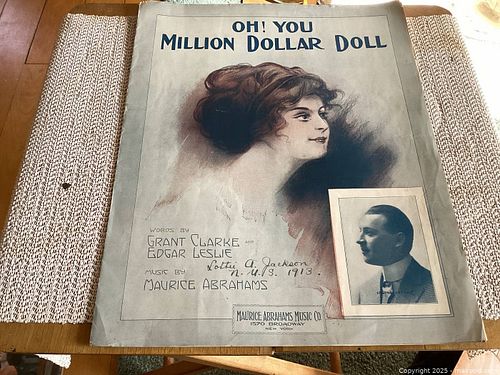 OH! YOU
MILLION DOLLAR DOLL
WORDS BY
GRANT CLARKE AND
EDGAR LESLIE
Lottie A. Jackson
N.H.S. 1913.
MUSIC BY
MAURICE ABRAHAMS
MAURICE ABRAHAMS MUSIC CO.
1570 BROADWAY
NEW YORK
Copyright 2025